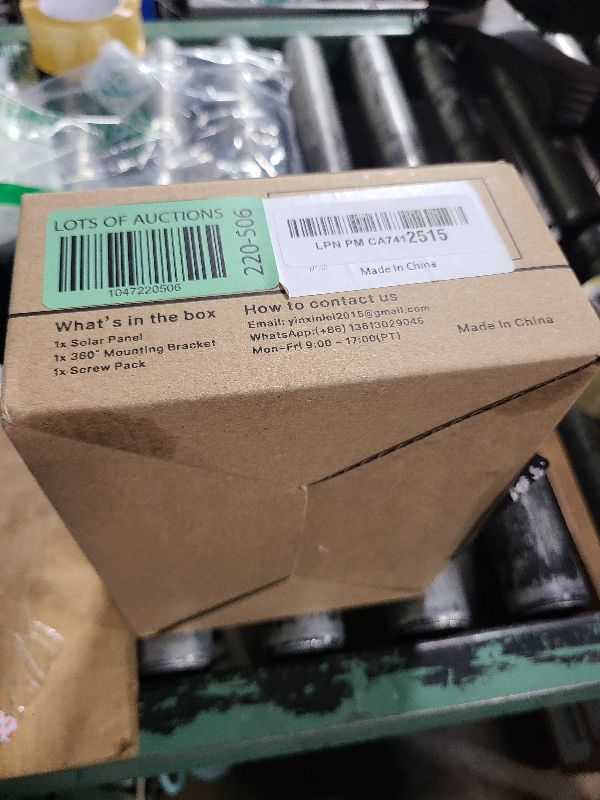 LOTS OF AUCTIONS
1047220506
220-506
LPN PM CA7412515
Made In China
What's in the box
1x Solar Panel
1x 360° Mounting Bracket
1x Screw Pack
How to contact us
Email: yinxinlei2015@gmail.com
WhatsApp:(+86) 13613029046
Mon-Fri 9:00 - 17:00(PT)
Made In China